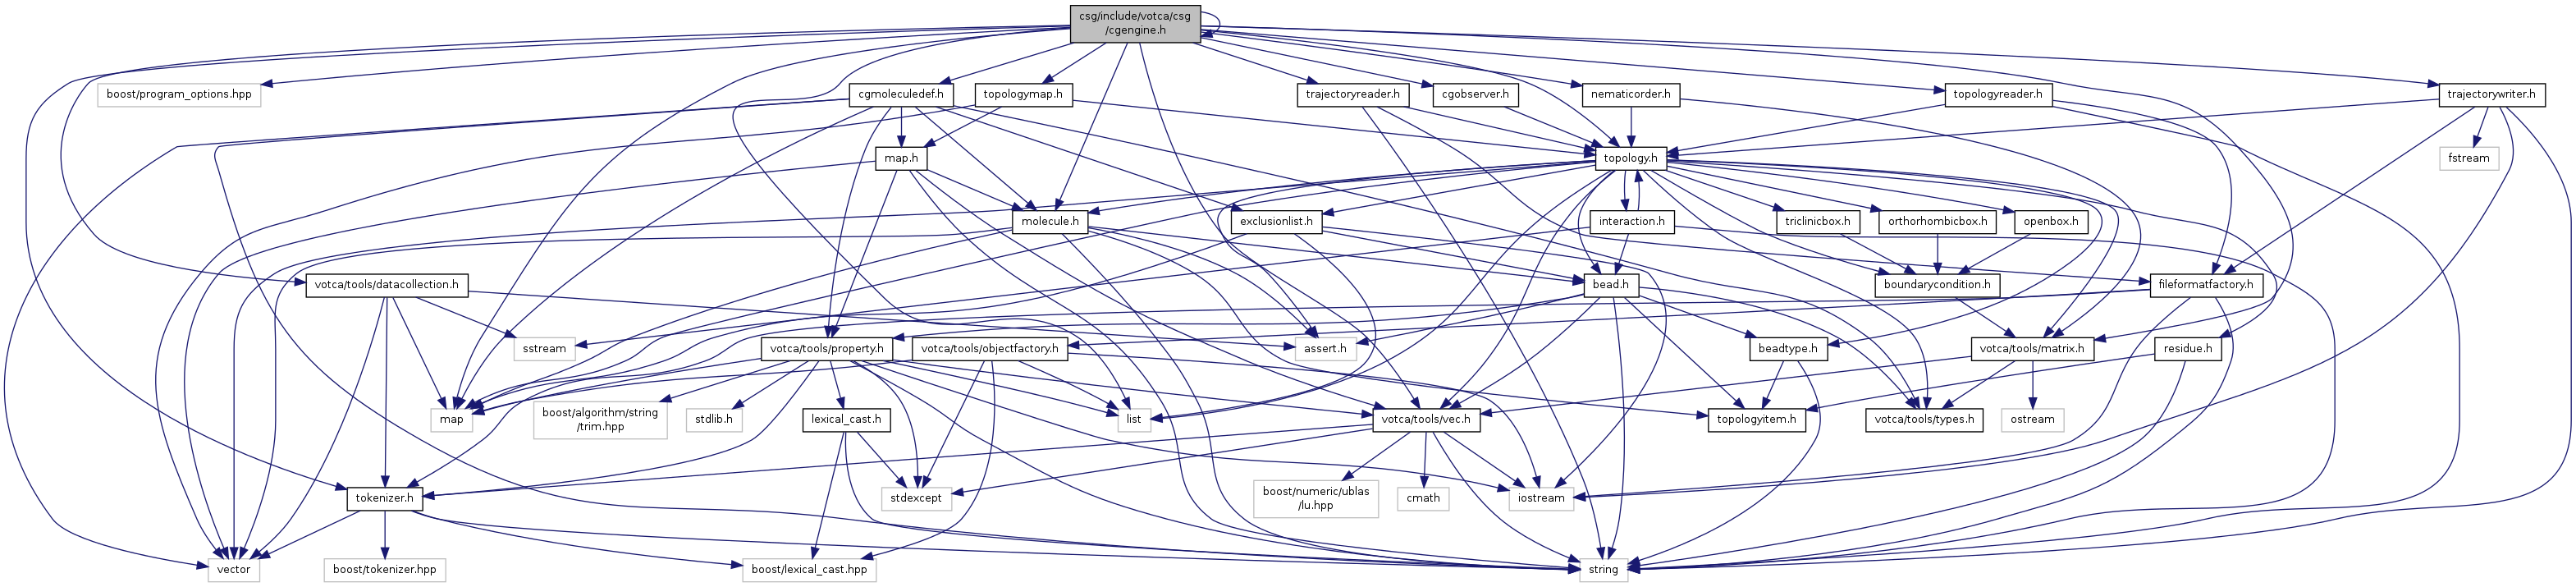 csg/include/votca/csg
/cgengine.h
boost/program_options.hpp
cgmoleculedef.h
topologymap.h
trajectoryreader.h
cgobserver.h
nematicorder.h
topologyreader.h
trajectorywriter.h
map.h
topology.h
fstream
molecule.h
exclusionlist.h
interaction.h
triclinicbox.h
orthorhombicbox.h
openbox.h
votca/tools/datacollection.h
bead.h
boundarycondition.h
fileformatfactory.h
sstream
votca/tools/property.h
votca/tools/objectfactory.h
assert.h
beadtype.h
votca/tools/matrix.h
residue.h
map
boost/algorithm/string
/trim.hpp
stdlib.h
lexical_cast.h
list
votca/tools/vec.h
topologyitem.h
votca/tools/types.h
ostream
tokenizer.h
stdexcept
boost/numeric/ublas
/lu.hpp
cmath
iostream
vector
boost/tokenizer.hpp
boost/lexical_cast.hpp
string